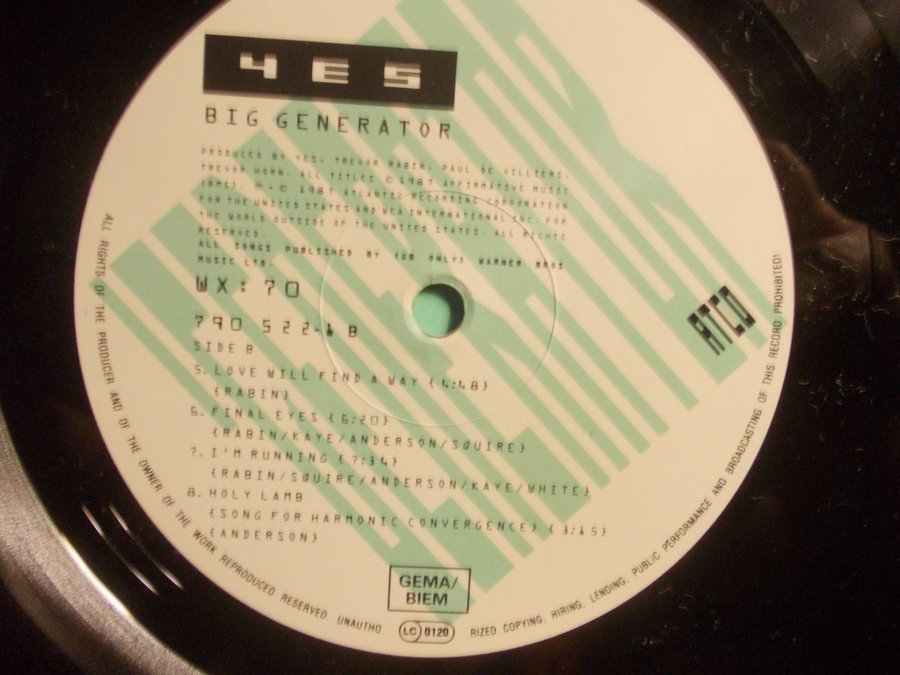 YES
BIG GENERATOR
PRODUCED BY YES, TREVOR RABIN, PAUL DE VILLIERS,
TREVOR HORN. ALL TITLES © 1987 AFFIRMATIVE MUSIC
(BMI). ℗ + © 1987 ATLANTIC RECORDING CORPORATION
FOR THE UNITED STATES AND WEA INTERNATIONAL INC. FOR
THE WORLD OUTSIDE OF THE UNITED STATES. ALL RIGHTS
RESERVED.
ALL SONGS PUBLISHED BY (GB ONLY) WARNER BROS
MUSIC LTD.
WX: 70
790 522-1 B
SIDE B
5. LOVE WILL FIND A WAY {4:48}
{RABIN}
6. FINAL EYES {6:20}
{RABIN/KAYE/ANDERSON/SQUIRE}
7. I'M RUNNING {7:34}
{RABIN/SQUIRE/ANDERSON/KAYE/WHITE}
8. HOLY LAMB
{SONG FOR HARMONIC CONVERGENCE} {3:15}
{ANDERSON}
ATCO
GEMA/
BIEM
LC 0120
ALL RIGHTS OF THE PRODUCER AND OF THE OWNER OF THE WORK REPRODUCED RESERVED. UNAUTHO RIZED COPYING, HIRING, LENDING, PUBLIC PERFORMANCE AND BROADCASTING OF THIS RECORD PROHIBITED!